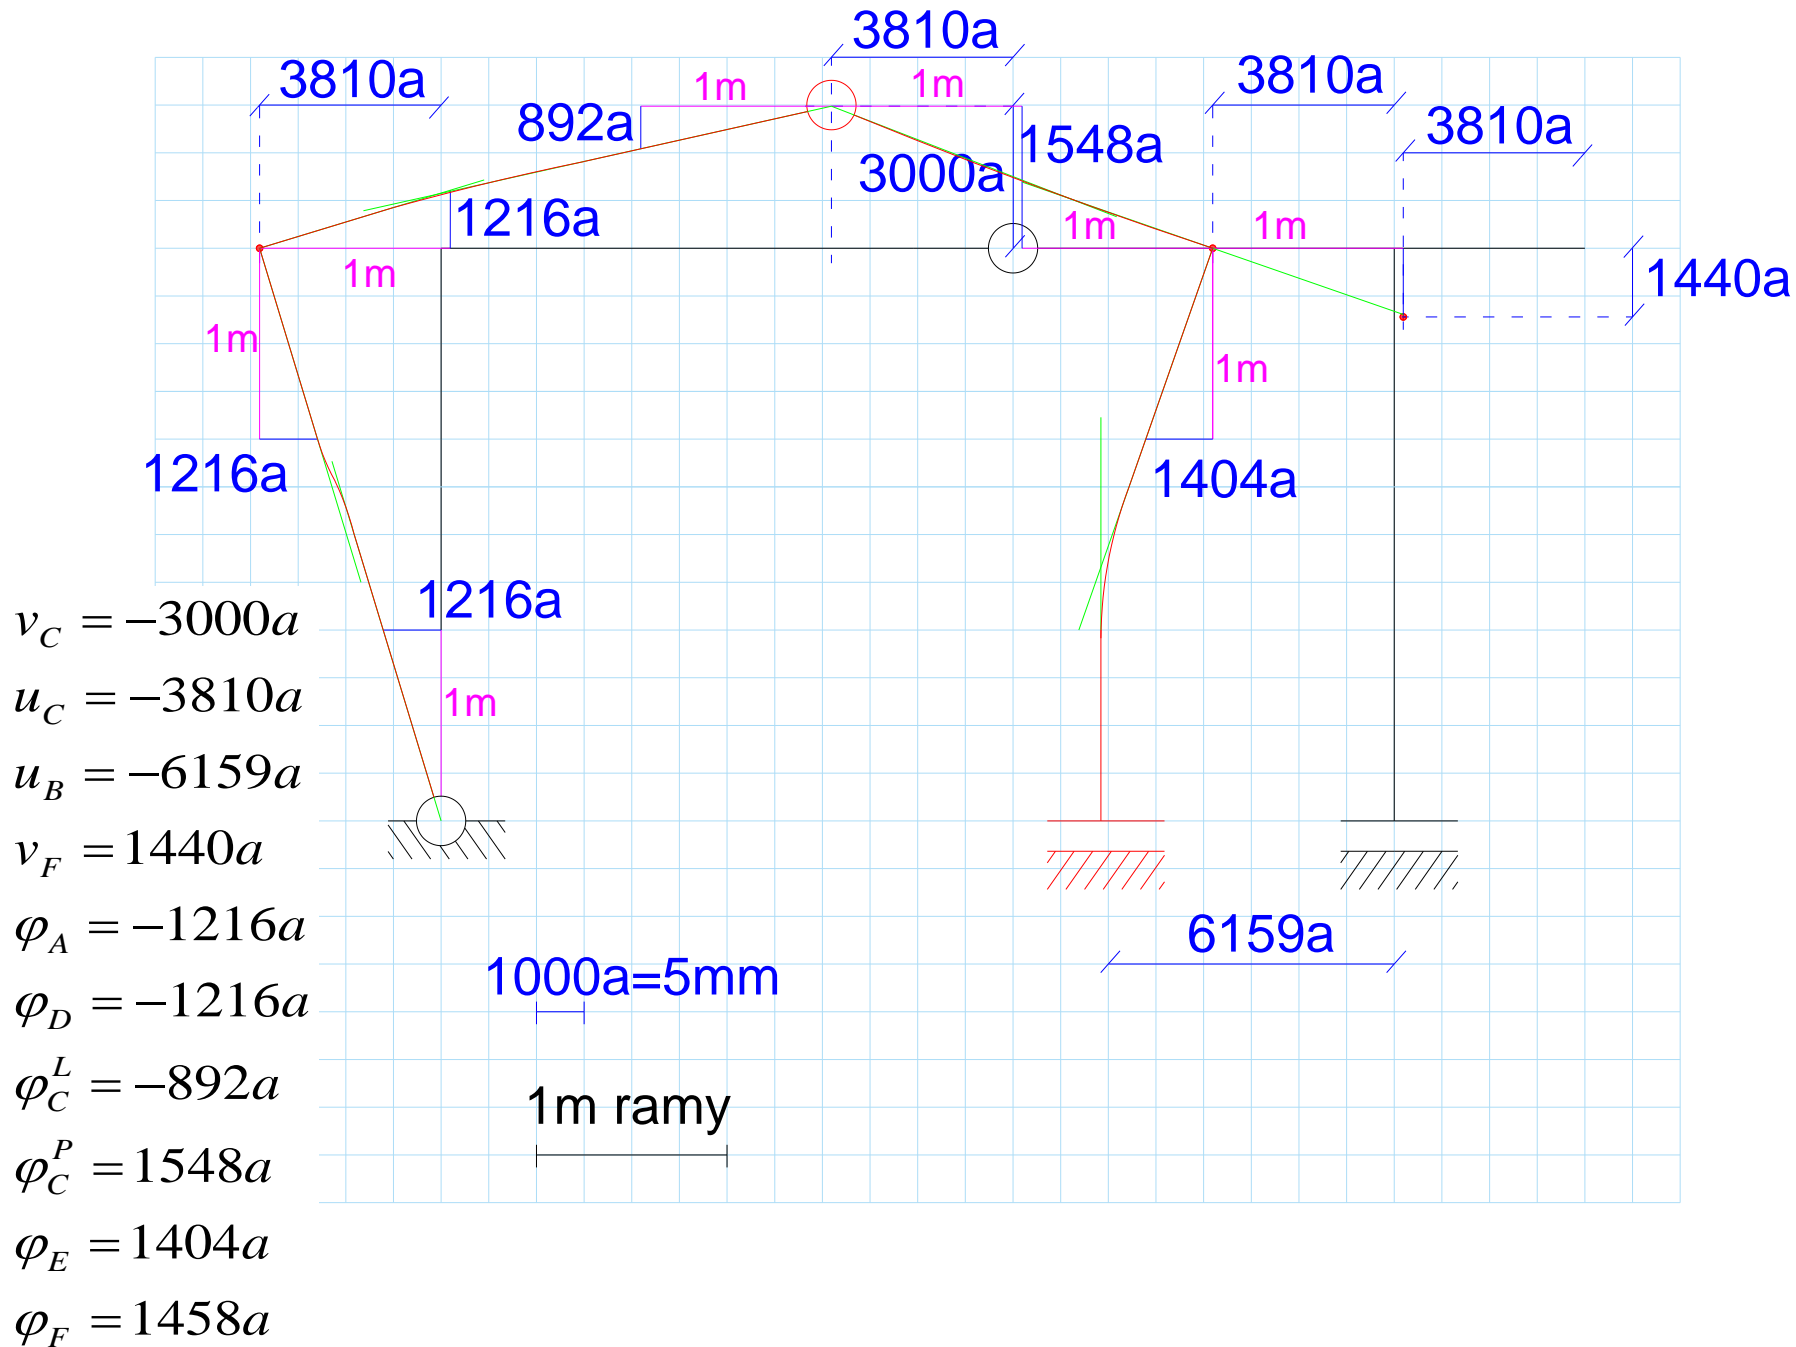 3810a
3810a
1m
1m
3810a
3810a
892a
1548a
3000a
1216a
1m
1m
1m
1440a
1m
1m
1216a
1404a
1216a
1m
v_C = −3000a
u_C = −3810a
u_B = −6159a
v_F = 1440a
φ_A = −1216a
φ_D = −1216a
φ_C^L = −892a
φ_C^P = 1548a
φ_E = 1404a
φ_F = 1458a
6159a
1000a=5mm
1m ramy